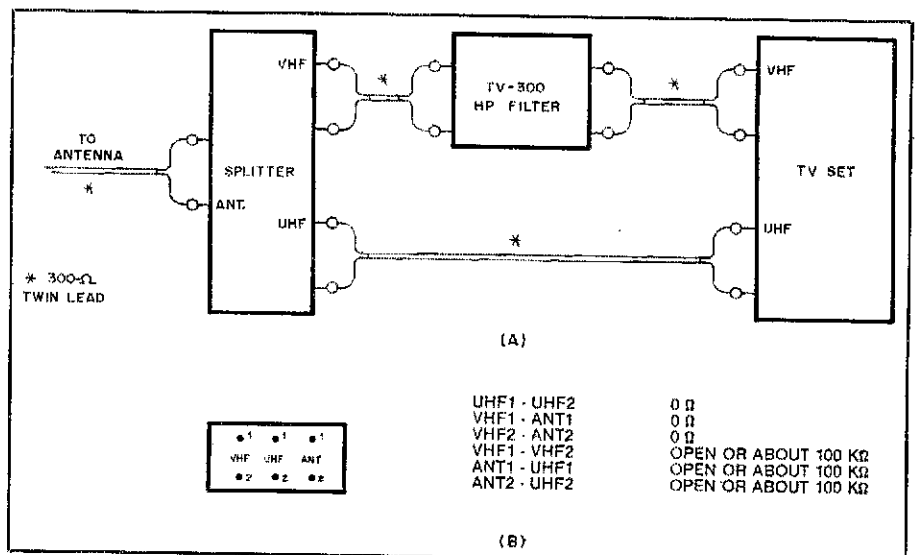 VHF
TV-300
HP FILTER
VHF
TO
ANTENNA
SPLITTER
TV SET
ANT.
UHF
UHF
* 300-Ω
TWIN LEAD
(A)
UHF1 - UHF2 0 Ω
VHF1 - ANT1 0 Ω
VHF2 - ANT2 0 Ω
VHF1 - VHF2 OPEN OR ABOUT 100 KΩ
ANT1 - UHF1 OPEN OR ABOUT 100 KΩ
ANT2 - UHF2 OPEN OR ABOUT 100 KΩ
1 1 1
VHF UHF ANT
2 2 2
(B)